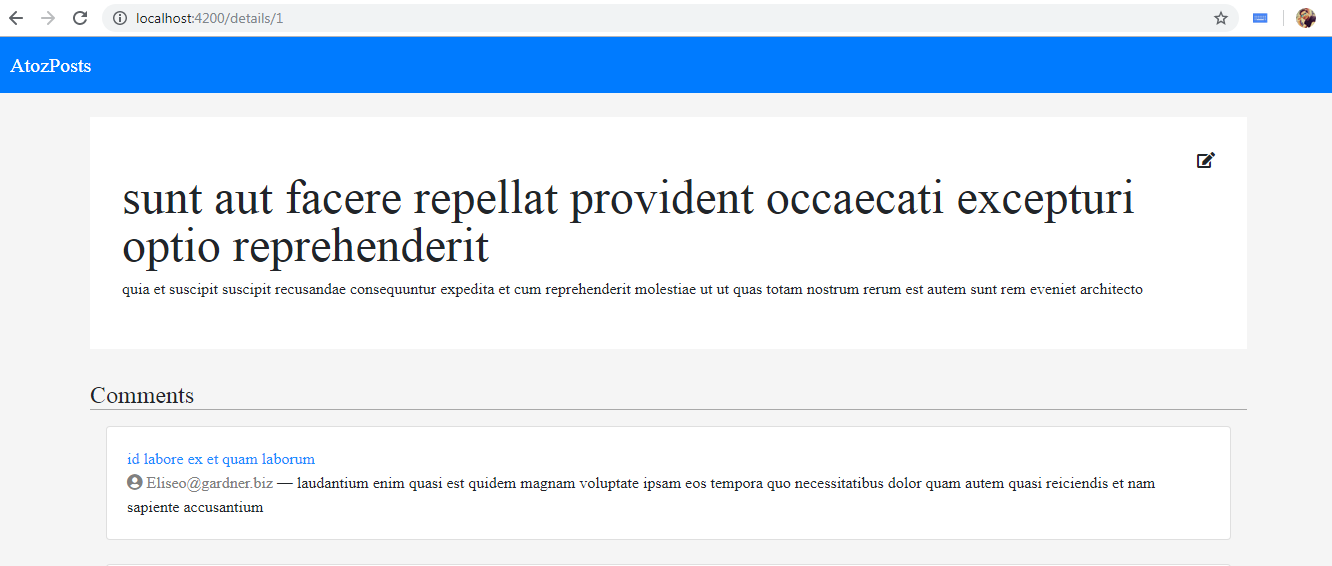 localhost:4200/details/1
AtozPosts
sunt aut facere repellat provident occaecati excepturi
optio reprehenderit
quia et suscipit suscipit recusandae consequuntur expedita et cum reprehenderit molestiae ut ut quas totam nostrum rerum est autem sunt rem eveniet architecto
Comments
id labore ex et quam laborum
Eliseo@gardner.biz — laudantium enim quasi est quidem magnam voluptate ipsam eos tempora quo necessitatibus dolor quam autem quasi reiciendis et nam
sapiente accusantium